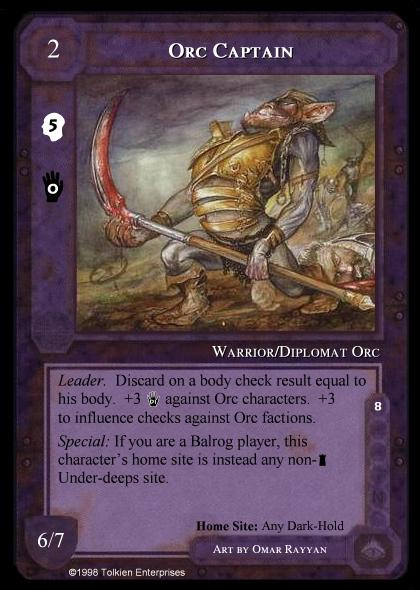 2
ORC CAPTAIN
5
0
WARRIOR/DIPLOMAT ORC
Leader. Discard on a body check result equal to
his body. +3 against Orc characters. +3
to influence checks against Orc factions.
8
Special: If you are a Balrog player, this
character's home site is instead any non-
Under-deeps site.
Home Site: Any Dark-Hold
6/7
ART BY OMAR RAYYAN
©1998 Tolkien Enterprises